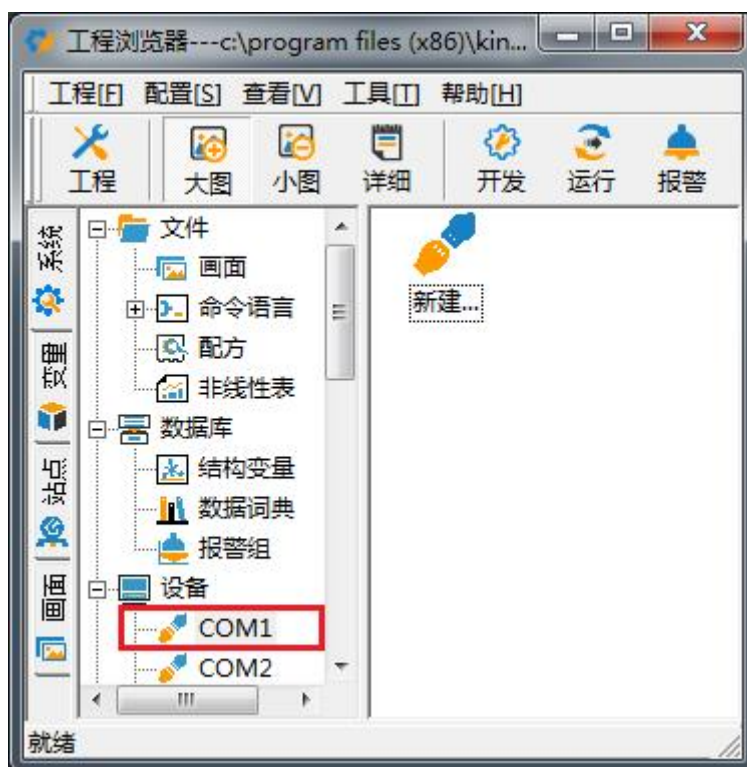 工程浏览器---c:\program files (x86)\kin...
工程[F] 配置[S] 查看[V] 工具[T] 帮助[H]
工程 大图 小图 详细 开发 运行 报警
系统
变量
站点
画面
文件
画面
命令语言
配方
非线性表
数据库
结构变量
数据词典
报警组
设备
COM1
COM2
新建...
就绪